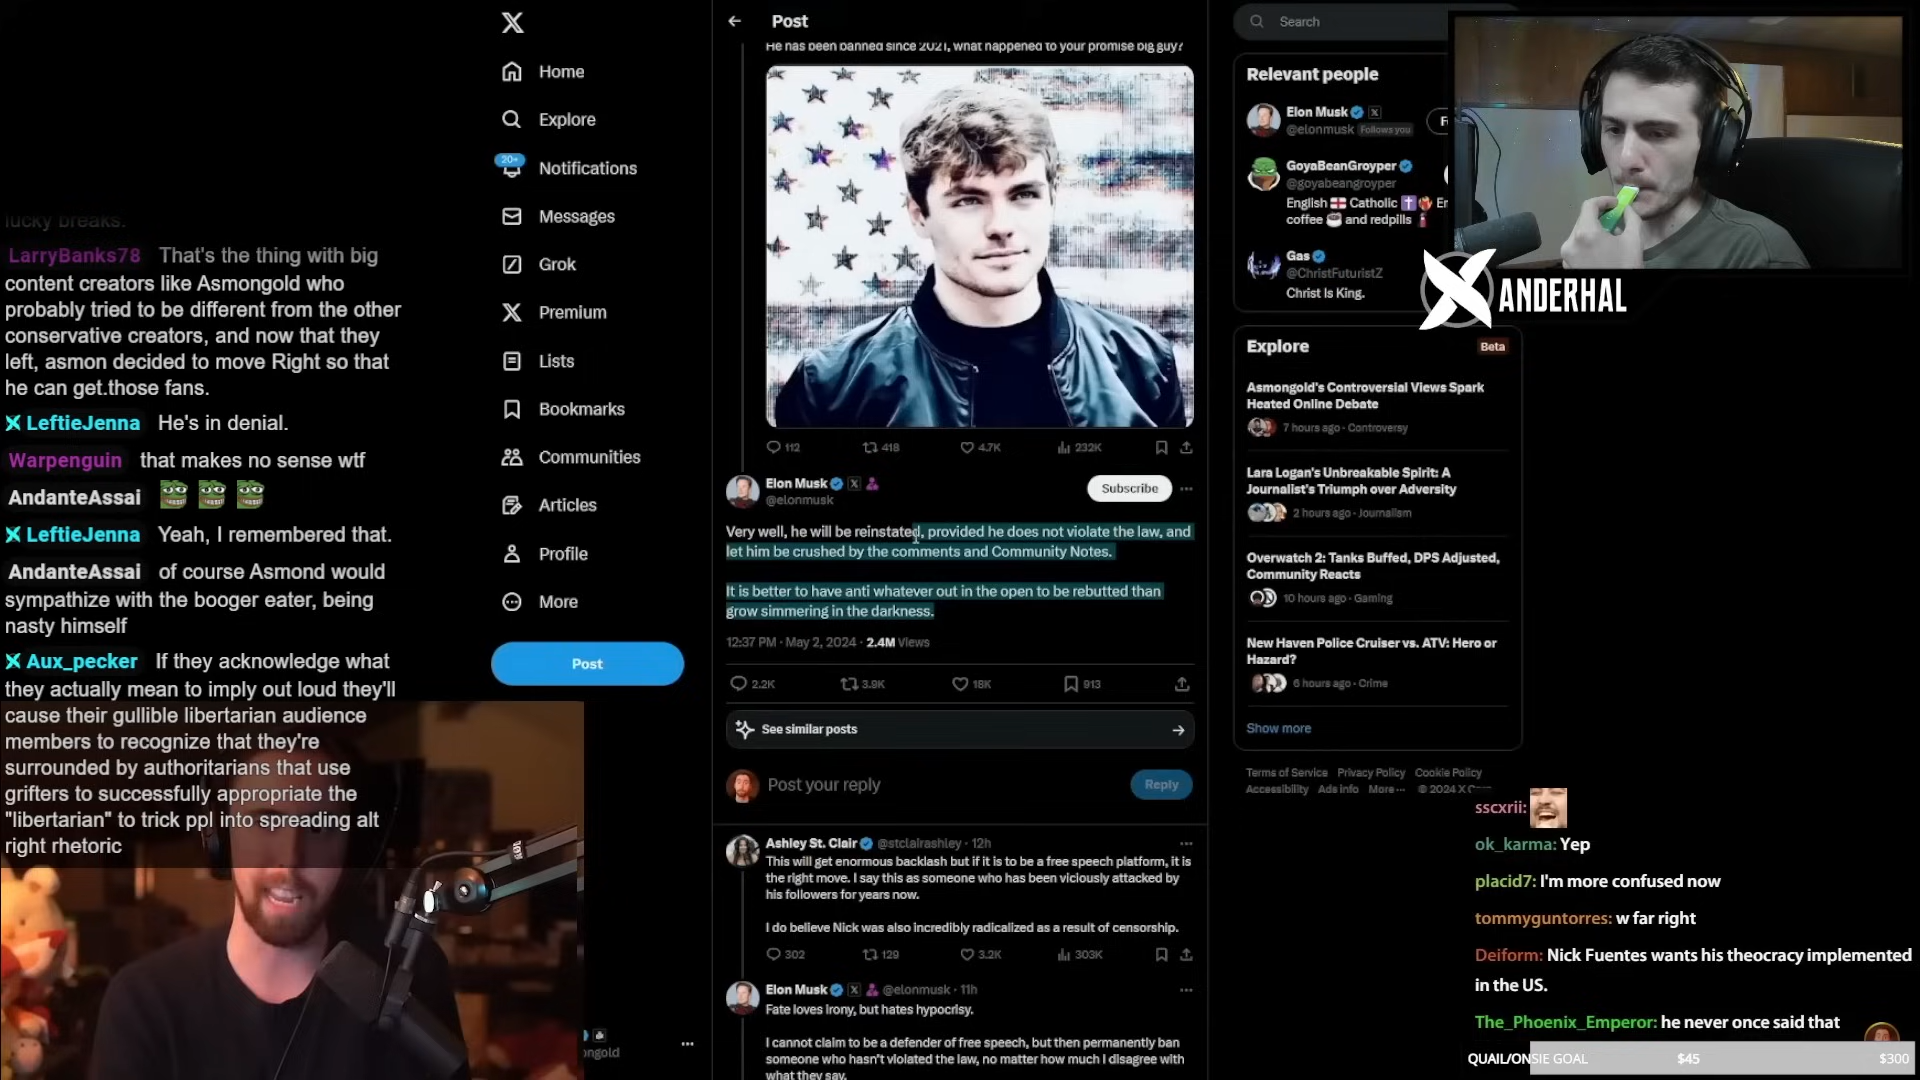 lucky breaks.
LarryBanks78 That's the thing with big
content creators like Asmongold who
probably tried to be different from the other
conservative creators, and now that they
left, asmon decided to move Right so that
he can get.those fans.
LeftieJenna He's in denial.
Warpenguin that makes no sense wtf
AndanteAssai
LeftieJenna Yeah, I remembered that.
AndanteAssai of course Asmond would
sympathize with the booger eater, being
nasty himself
Aux_pecker If they acknowledge what
they actually mean to imply out loud they'll
cause their gullible libertarian audience
members to recognize that they're
surrounded by authoritarians that use
grifters to successfully appropriate the
"libertarian" to trick ppl into spreading alt
right rhetoric
Home
Explore
20+
Notifications
Messages
Grok
Premium
Lists
Bookmarks
Communities
Articles
Profile
More
Post
ongold
Post
He has been banned since 2021, what happened to your promise big guy?
112 418 4.7K 232K
Elon Musk
@elonmusk
Subscribe
Very well, he will be reinstated, provided he does not violate the law, and
let him be crushed by the comments and Community Notes.
It is better to have anti whatever out in the open to be rebutted than
grow simmering in the darkness.
12:37 PM · May 2, 2024 · 2.4M Views
2.2K 3.9K 18K 913
See similar posts
Post your reply
Reply
Ashley St. Clair @stclairashley · 12h
This will get enormous backlash but if it is to be a free speech platform, it is
the right move. I say this as someone who has been viciously attacked by
his followers for years now.
I do believe Nick was also incredibly radicalized as a result of censorship.
302 129 3.2K 303K
Elon Musk @elonmusk · 11h
Fate loves irony, but hates hypocrisy.
I cannot claim to be a defender of free speech, but then permanently ban
someone who hasn't violated the law, no matter how much I disagree with
what they say.
Search
Relevant people
Elon Musk
@elonmusk Follows you
GoyaBeanGroyper
@goyabeangroyper
English Catholic
coffee and redpills
Gas
@ChristFuturistZ
Christ Is King.
Explore
Beta
Asmongold's Controversial Views Spark
Heated Online Debate
7 hours ago · Controversy
Lara Logan's Unbreakable Spirit: A
Journalist's Triumph over Adversity
2 hours ago · Journalism
Overwatch 2: Tanks Buffed, DPS Adjusted,
Community Reacts
10 hours ago · Gaming
New Haven Police Cruiser vs. ATV: Hero or
Hazard?
6 hours ago · Crime
Show more
Terms of Service Privacy Policy Cookie Policy
Accessibility Ads info More ··· © 2024 X
XANDERHAL
sscxrii:
ok_karma: Yep
placid7: I'm more confused now
tommyguntorres: w far right
Deiform: Nick Fuentes wants his theocracy implemented
in the US.
The_Phoenix_Emperor: he never once said that
QUAIL/ONSIE GOAL $45 $300